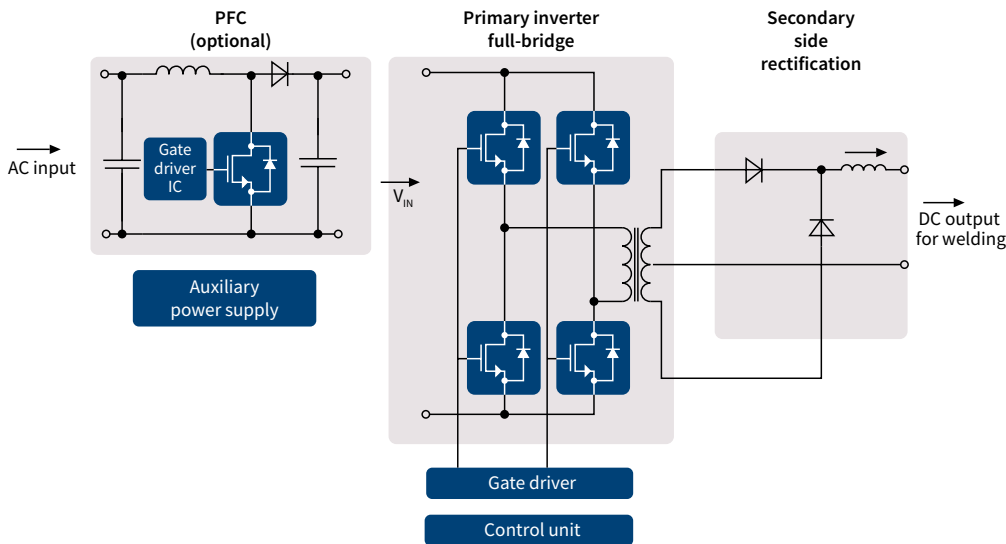 PFC
(optional)
Primary inverter
full-bridge
Secondary
side
rectification
AC input
Gate
driver
IC
V_IN
DC output
for welding
Auxiliary
power supply
Gate driver
Control unit